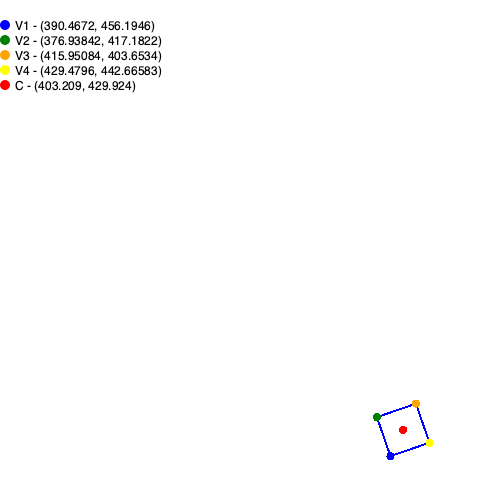 V1 - (390.4672, 456.1946)
V2 - (376.93842, 417.1822)
V3 - (415.95084, 403.6534)
V4 - (429.4796, 442.66583)
C - (403.209, 429.924)